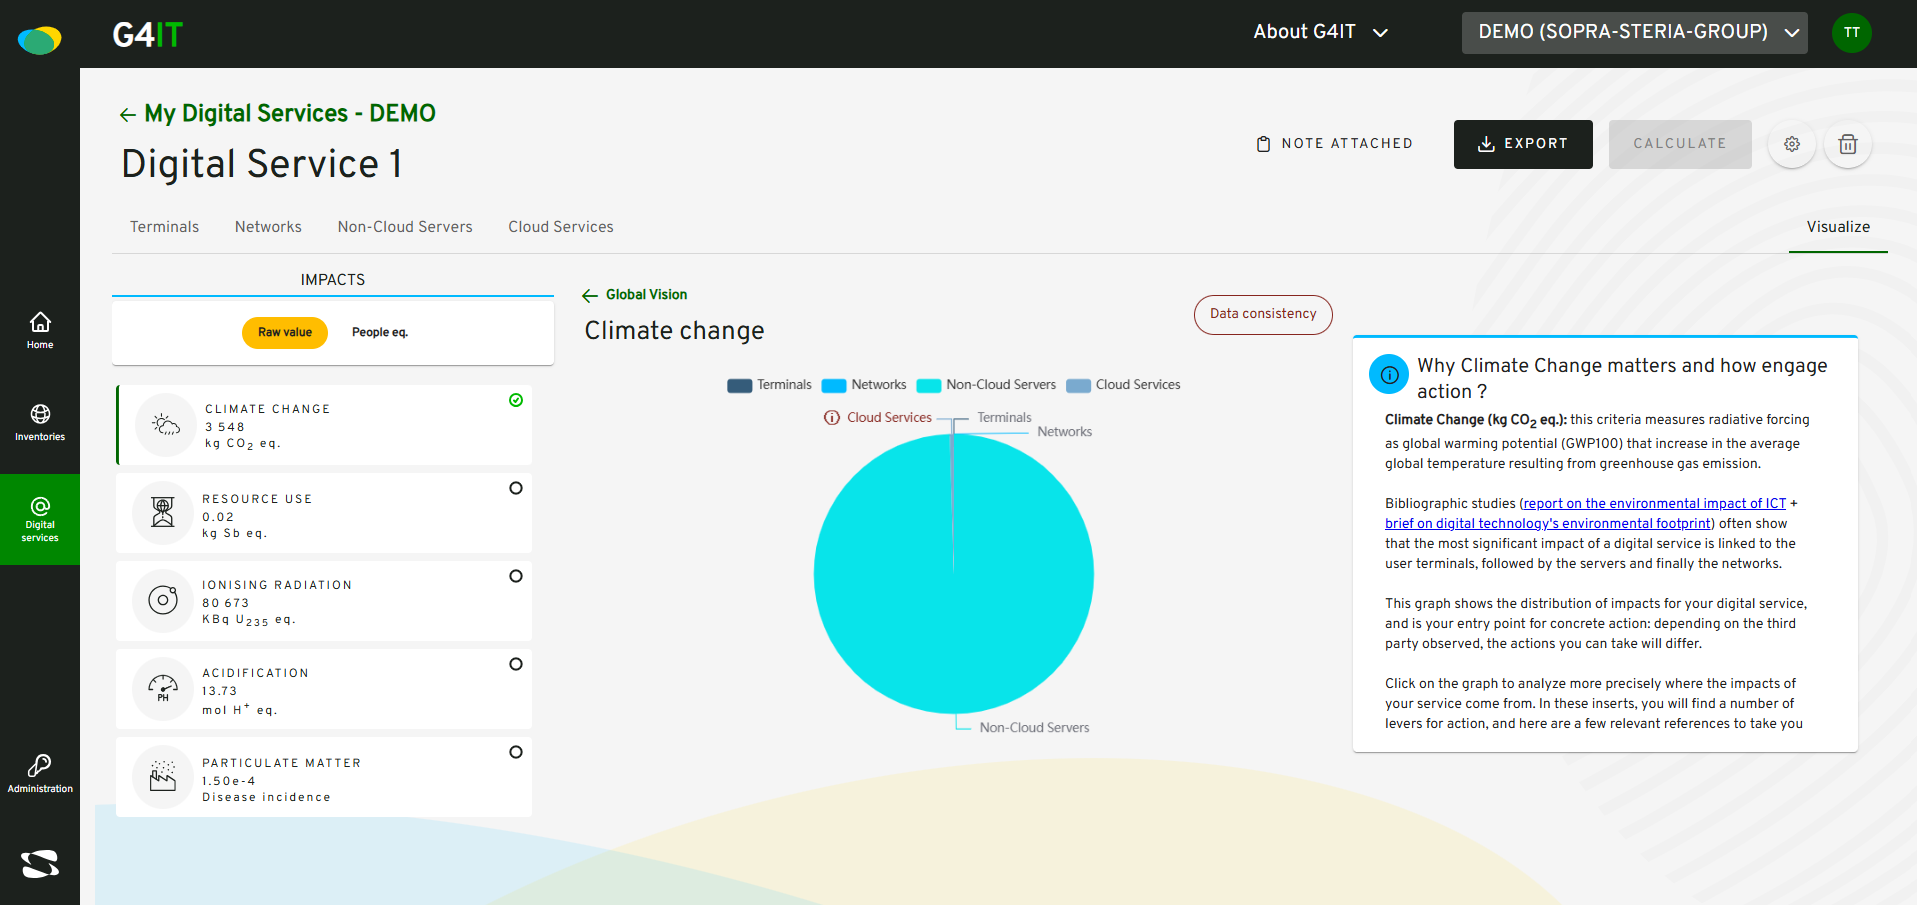 G4IT
About G4IT
DEMO (SOPRA-STERIA-GROUP)
TT
Home
Inventories
Digital
services
Administration
My Digital Services - DEMO
Digital Service 1
NOTE ATTACHED
EXPORT
CALCULATE
Terminals
Networks
Non-Cloud Servers
Cloud Services
Visualize
IMPACTS
Raw value
People eq.
CLIMATE CHANGE
3 548
kg CO2 eq.
RESOURCE USE
0.02
kg Sb eq.
IONISING RADIATION
80 673
KBq U235 eq.
PH
ACIDIFICATION
13.73
mol H+ eq.
PARTICULATE MATTER
1.50e-4
Disease incidence
Global Vision
Climate change
Data consistency
Terminals
Networks
Non-Cloud Servers
Cloud Services
Cloud Services
Terminals
Networks
Non-Cloud Servers
Why Climate Change matters and how engage
action ?
Climate Change (kg CO2 eq.): this criteria measures radiative forcing
as global warming potential (GWP100) that increase in the average
global temperature resulting from greenhouse gas emission.
Bibliographic studies (report on the environmental impact of ICT +
brief on digital technology's environmental footprint) often show
that the most significant impact of a digital service is linked to the
user terminals, followed by the servers and finally the networks.
This graph shows the distribution of impacts for your digital service,
and is your entry point for concrete action: depending on the third
party observed, the actions you can take will differ.
Click on the graph to analyze more precisely where the impacts of
your service come from. In these inserts, you will find a number of
levers for action, and here are a few relevant references to take you